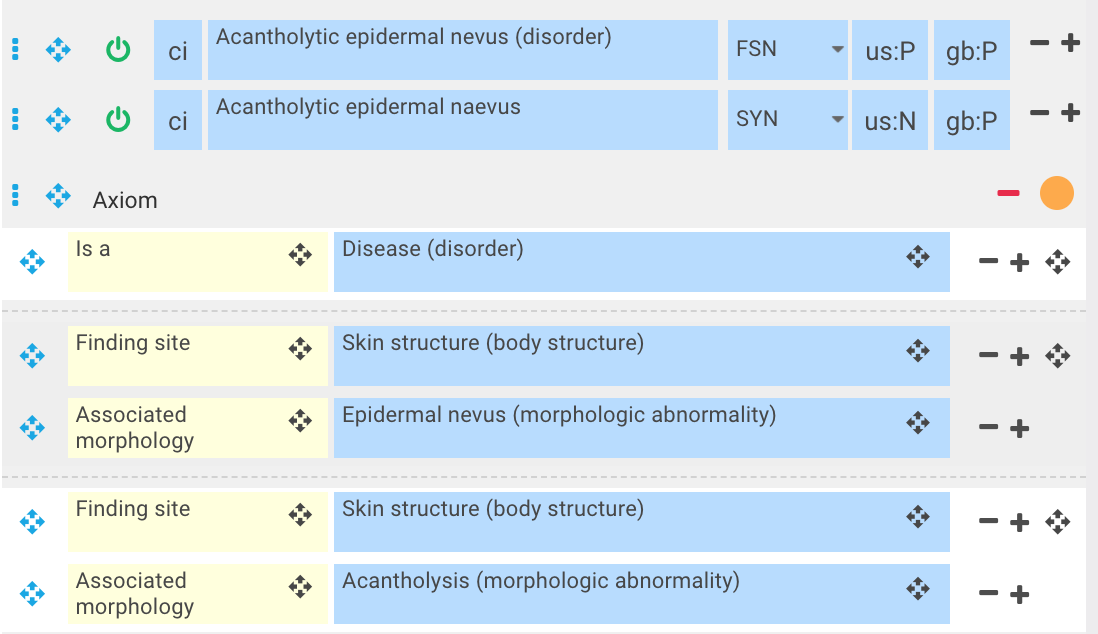 ci Acantholytic epidermal nevus (disorder) FSN us:P gb:P
ci Acantholytic epidermal naevus SYN us:N gb:P
Axiom
Is a Disease (disorder)
Finding site Skin structure (body structure)
Associated morphology Epidermal nevus (morphologic abnormality)
Finding site Skin structure (body structure)
Associated morphology Acantholysis (morphologic abnormality)